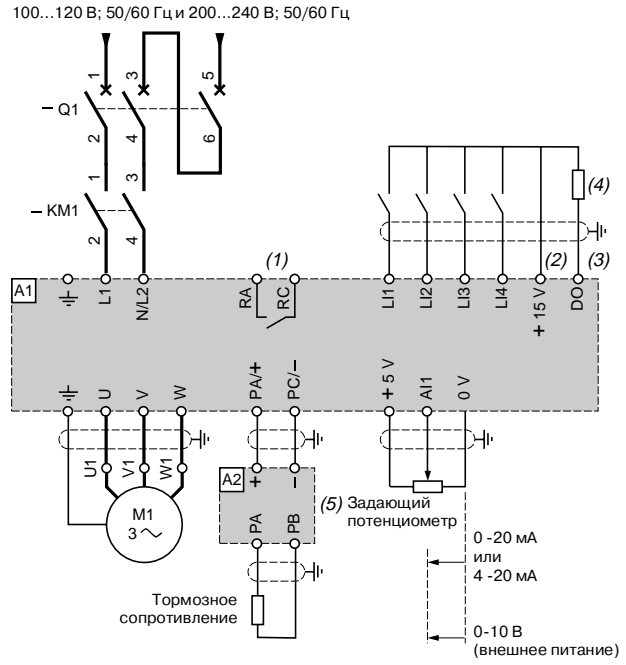 100...120 В; 50/60 Гц и 200...240 В; 50/60 Гц
1 3 5
– Q1
2 4 6
1 3
– KM1
2 4
(4)
(1) (2) (3)
A1
L1 N/L2 RA RC LI1 LI2 LI3 LI4 + 15 V DO
U V W PA/+ PC/– + 5 V AI1 0 V
U1 V1 W1
A2 + –
M1
3 ~
PA PB
(5) Задающий
потенциометр
0 -20 мА
или
4 -20 мА
Тормозное
сопротивление
0-10 В
(внешнее питание)